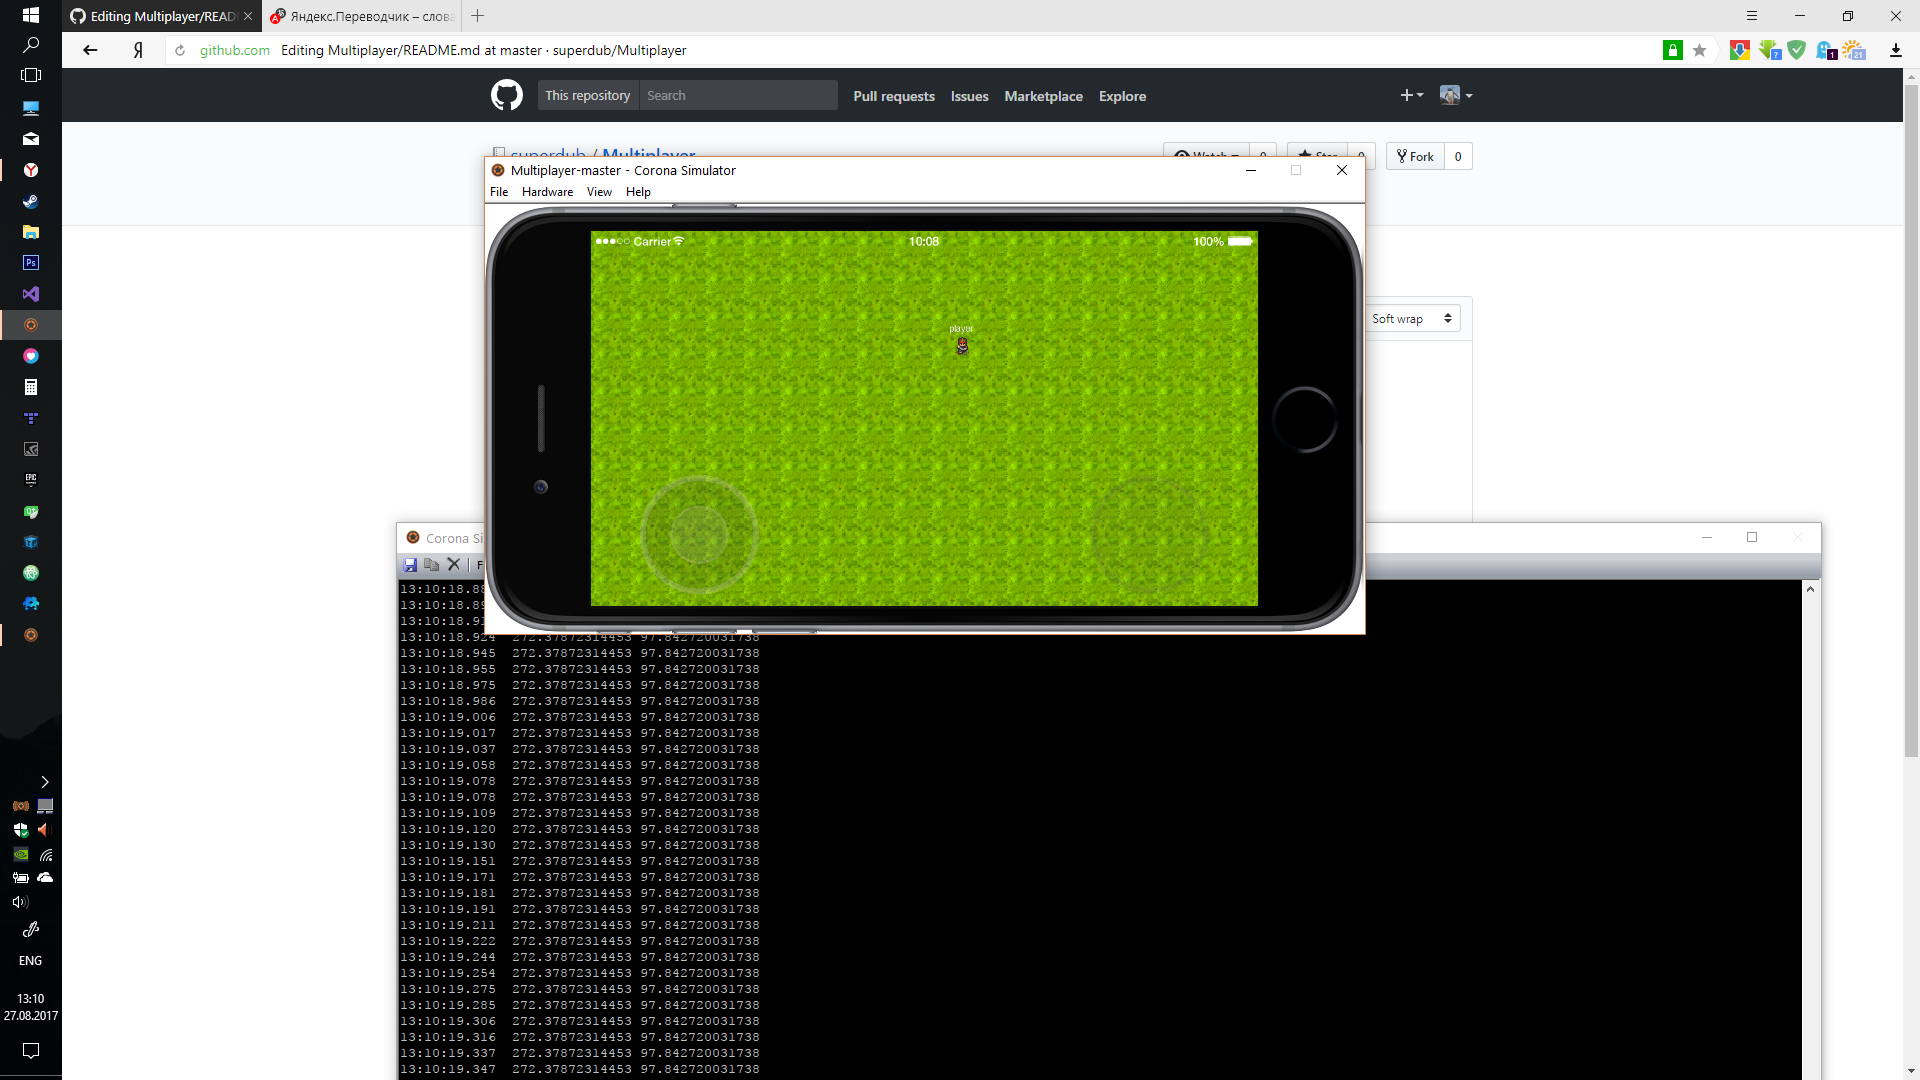 Editing Multiplayer/READ
Яндекс.Переводчик – слова
github.com Editing Multiplayer/README.md at master · superdub/Multiplayer
This repository Search Pull requests Issues Marketplace Explore
superdub / Multiplayer
Watch 0 Star 0 Fork 0
Multiplayer-master - Corona Simulator
File Hardware View Help
Carrier 10:08 100%
Soft wrap
player
Corona Si
F
13:10:18.88
13:10:18.89
13:10:18.91
13:10:18.924 272.37872314453 97.842720031738
13:10:18.945 272.37872314453 97.842720031738
13:10:18.955 272.37872314453 97.842720031738
13:10:18.975 272.37872314453 97.842720031738
13:10:18.986 272.37872314453 97.842720031738
13:10:19.006 272.37872314453 97.842720031738
13:10:19.017 272.37872314453 97.842720031738
13:10:19.037 272.37872314453 97.842720031738
13:10:19.058 272.37872314453 97.842720031738
13:10:19.078 272.37872314453 97.842720031738
13:10:19.078 272.37872314453 97.842720031738
13:10:19.109 272.37872314453 97.842720031738
13:10:19.120 272.37872314453 97.842720031738
13:10:19.130 272.37872314453 97.842720031738
13:10:19.151 272.37872314453 97.842720031738
13:10:19.171 272.37872314453 97.842720031738
13:10:19.181 272.37872314453 97.842720031738
13:10:19.191 272.37872314453 97.842720031738
13:10:19.211 272.37872314453 97.842720031738
13:10:19.222 272.37872314453 97.842720031738
13:10:19.244 272.37872314453 97.842720031738
13:10:19.254 272.37872314453 97.842720031738
13:10:19.275 272.37872314453 97.842720031738
13:10:19.285 272.37872314453 97.842720031738
13:10:19.306 272.37872314453 97.842720031738
13:10:19.316 272.37872314453 97.842720031738
13:10:19.337 272.37872314453 97.842720031738
13:10:19.347 272.37872314453 97.842720031738
Ps
EPIC
ENG
13:10
27.08.2017